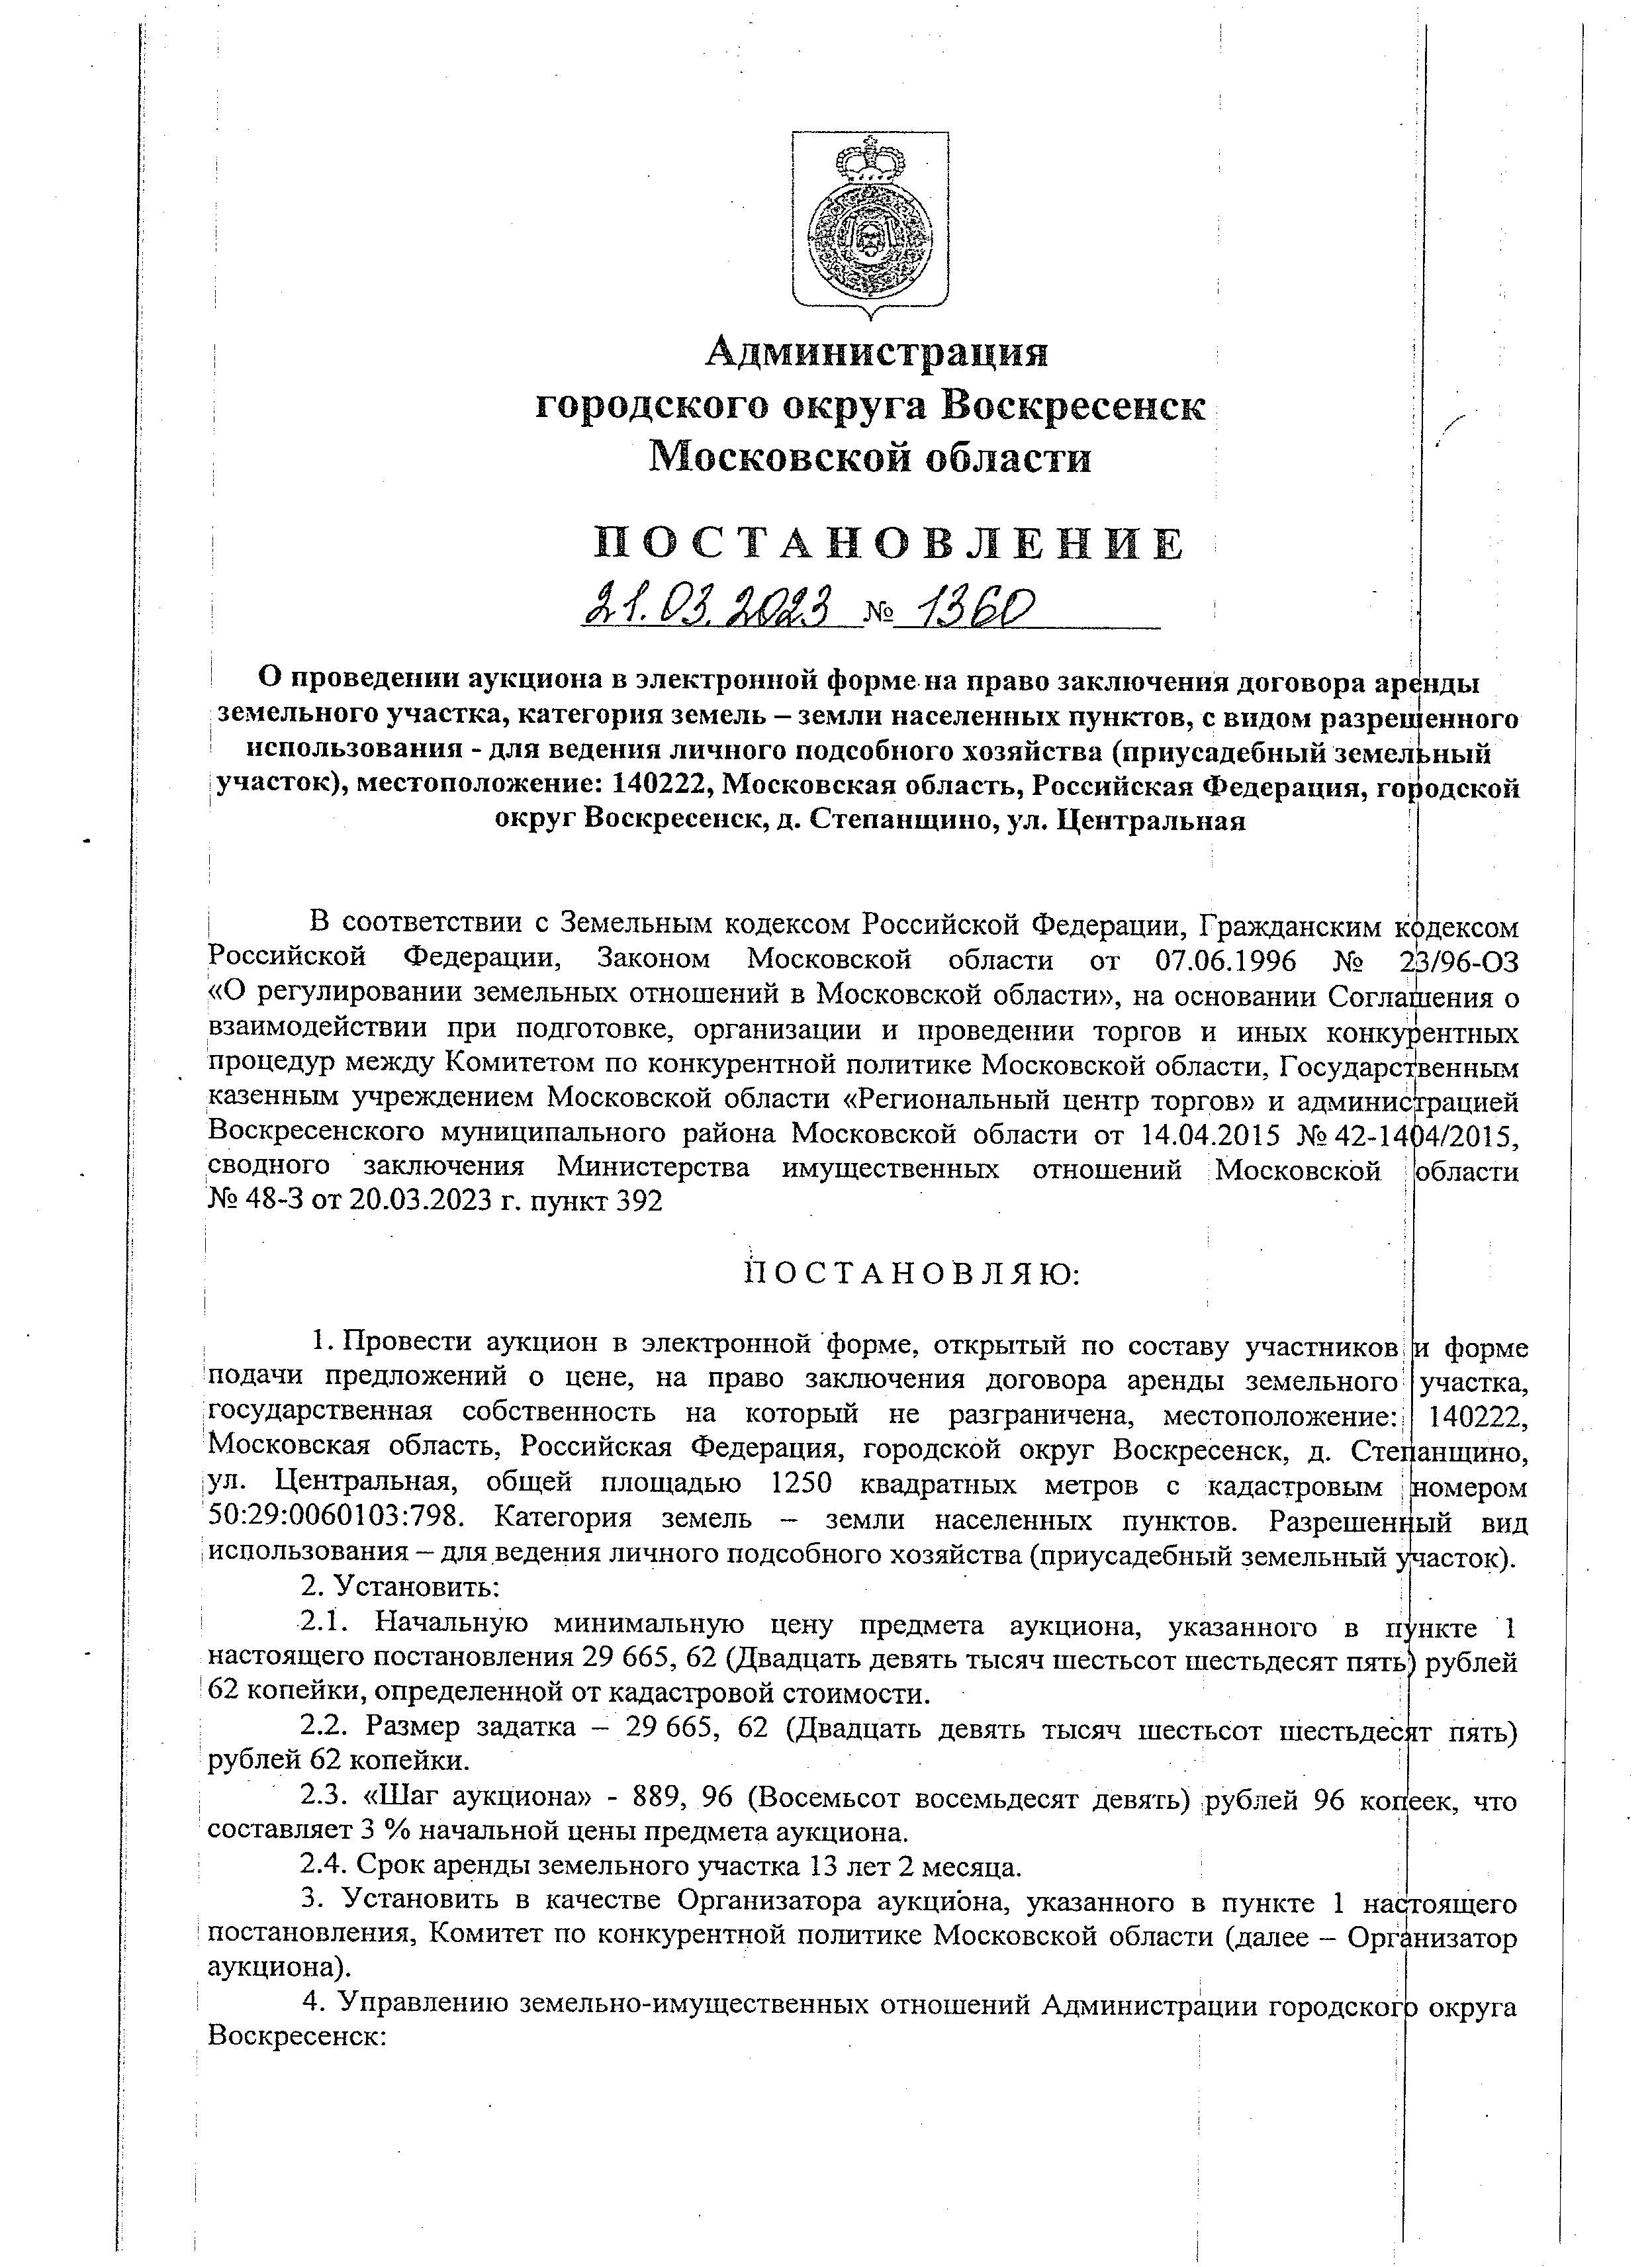 Администрация
городского округа Воскресенск
Московской области
ПОСТАНОВЛЕНИЕ
21.03.2023 № 1360
О проведении аукциона в электронной форме на право заключения договора аренды
земельного участка, категория земель – земли населенных пунктов, с видом разрешенного
использования - для ведения личного подсобного хозяйства (приусадебный земельный
участок), местоположение: 140222, Московская область, Российская Федерация, городской
округ Воскресенск, д. Степанщино, ул. Центральная
В соответствии с Земельным кодексом Российской Федерации, Гражданским кодексом
Российской Федерации, Законом Московской области от 07.06.1996 № 23/96-ОЗ
«О регулировании земельных отношений в Московской области», на основании Соглашения о
взаимодействии при подготовке, организации и проведении торгов и иных конкурентных
процедур между Комитетом по конкурентной политике Московской области, Государственным
казенным учреждением Московской области «Региональный центр торгов» и администрацией
Воскресенского муниципального района Московской области от 14.04.2015 № 42-1404/2015,
сводного заключения Министерства имущественных отношений Московской области
№ 48-З от 20.03.2023 г. пункт 392
ПОСТАНОВЛЯЮ:
1. Провести аукцион в электронной форме, открытый по составу участников и форме
подачи предложений о цене, на право заключения договора аренды земельного участка,
государственная собственность на который не разграничена, местоположение: 140222,
Московская область, Российская Федерация, городской округ Воскресенск, д. Степанщино,
ул. Центральная, общей площадью 1250 квадратных метров с кадастровым номером
50:29:0060103:798. Категория земель – земли населенных пунктов. Разрешенный вид
использования – для ведения личного подсобного хозяйства (приусадебный земельный участок).
2. Установить:
2.1. Начальную минимальную цену предмета аукциона, указанного в пункте 1
настоящего постановления 29 665, 62 (Двадцать девять тысяч шестьсот шестьдесят пять) рублей
62 копейки, определенной от кадастровой стоимости.
2.2. Размер задатка – 29 665, 62 (Двадцать девять тысяч шестьсот шестьдесят пять)
рублей 62 копейки.
2.3. «Шаг аукциона» - 889, 96 (Восемьсот восемьдесят девять) рублей 96 копеек, что
составляет 3 % начальной цены предмета аукциона.
2.4. Срок аренды земельного участка 13 лет 2 месяца.
3. Установить в качестве Организатора аукциона, указанного в пункте 1 настоящего
постановления, Комитет по конкурентной политике Московской области (далее – Организатор
аукциона).
4. Управлению земельно-имущественных отношений Администрации городского округа
Воскресенск: